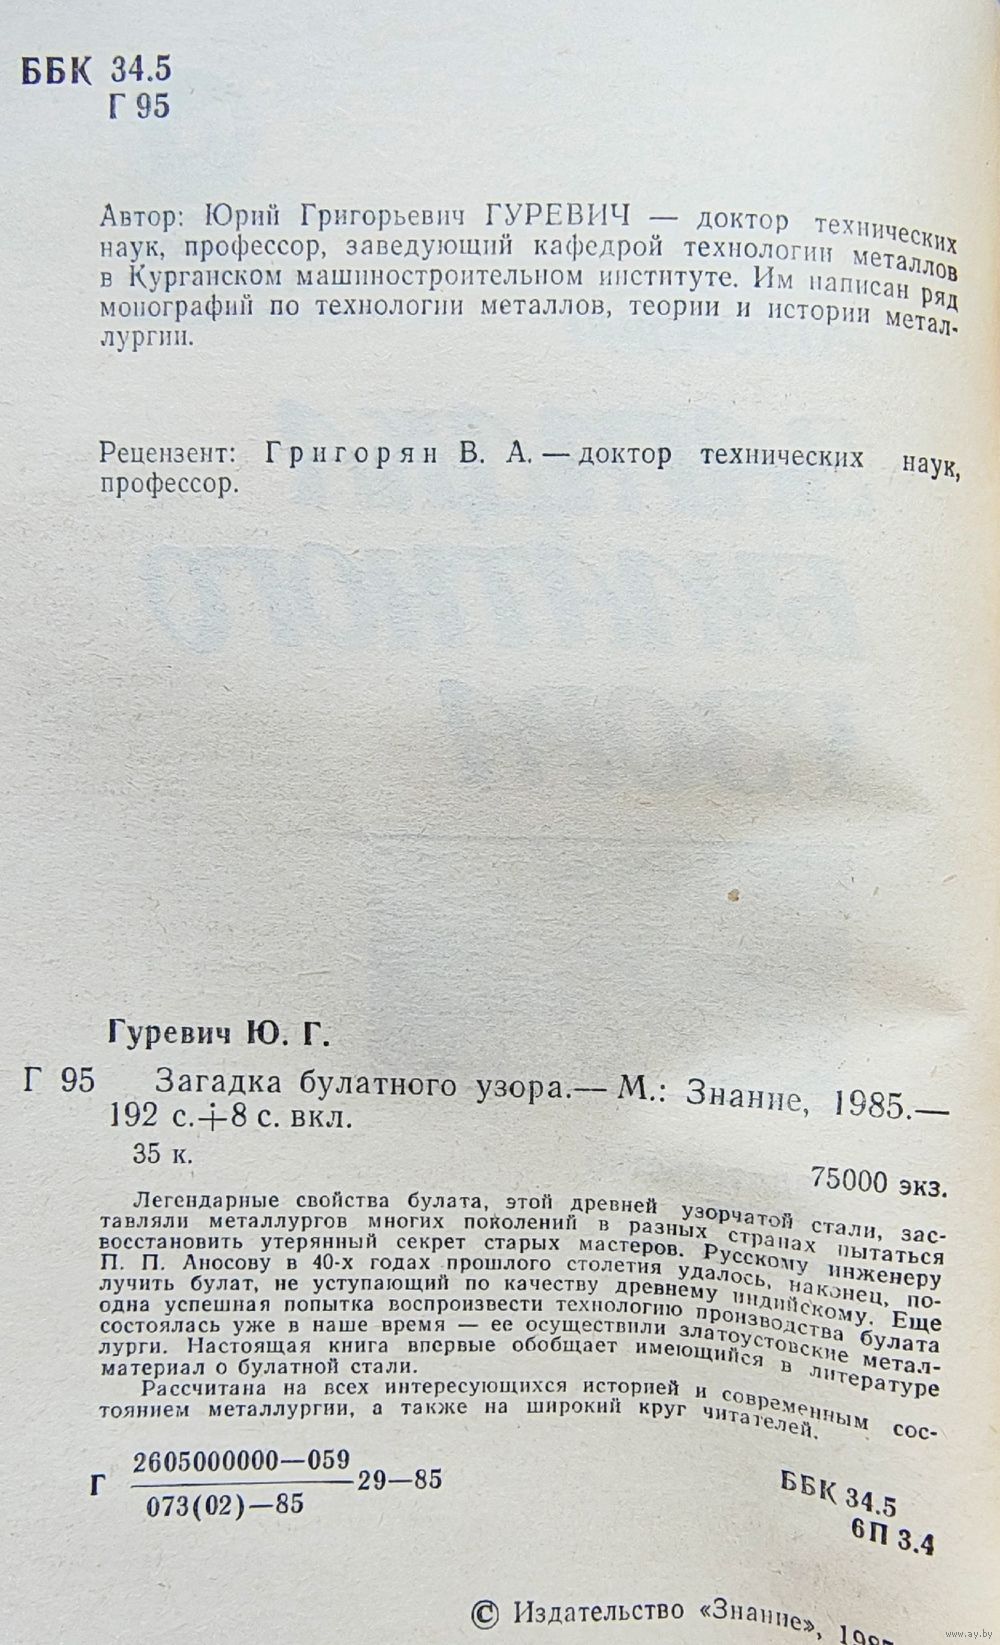 ББК 34.5
Г 95
Автор: Юрий Григорьевич ГУРЕВИЧ — доктор технических
наук, профессор, заведующий кафедрой технологии металлов
в Курганском машиностроительном институте. Им написан ряд
монографий по технологии металлов, теории и истории метал-
лургии.
Рецензент: Григорян В. А. — доктор технических наук,
профессор.
Гуревич Ю. Г.
Г 95 Загадка булатного узора.— М.: Знание, 1985.—
192 с.+8 с. вкл.
35 к.
75000 экз.
Легендарные свойства булата, этой древней узорчатой стали, зас-
тавляли металлургов многих поколений в разных странах пытаться
восстановить утерянный секрет старых мастеров. Русскому инженеру
П. П. Аносову в 40-х годах прошлого столетия удалось, наконец, по-
лучить булат, не уступающий по качеству древнему индийскому. Еще
одна успешная попытка воспроизвести технологию производства булата
состоялась уже в наше время — ее осуществили златоустовские метал-
лурги. Настоящая книга впервые обобщает имеющийся в литературе
материал о булатной стали.
Рассчитана на всех интересующихся историей и современным сос-
тоянием металлургии, а также на широкий круг читателей.
2605000000—059
Г 29—85
073(02)—85
ББК 34.5
6П 3.4
© Издательство «Знание»,
www.ay.by